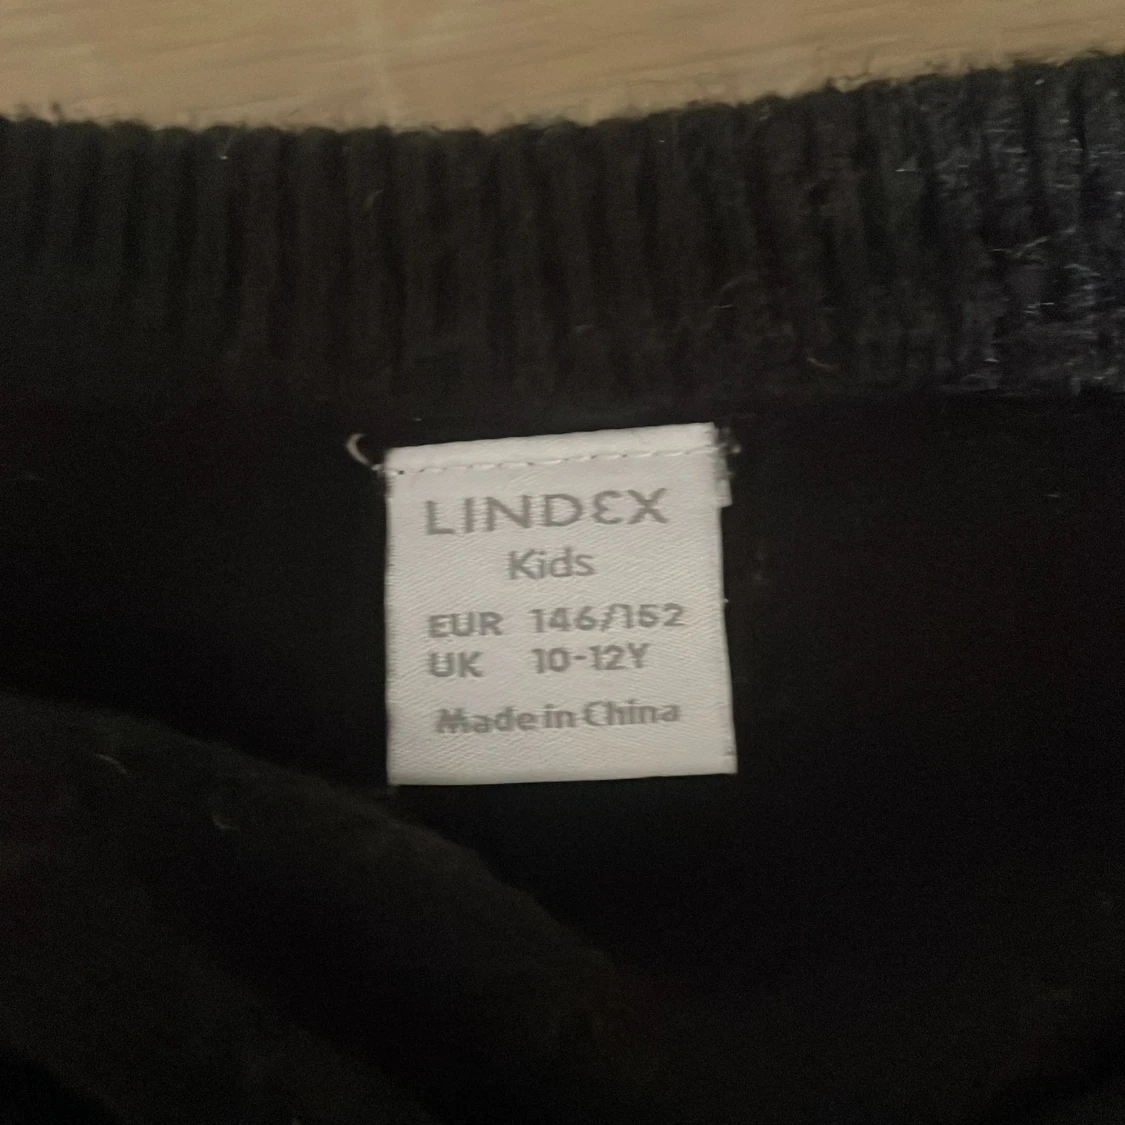 LINDEX
Kids
EUR 146/152
UK 10-12Y
Made in China